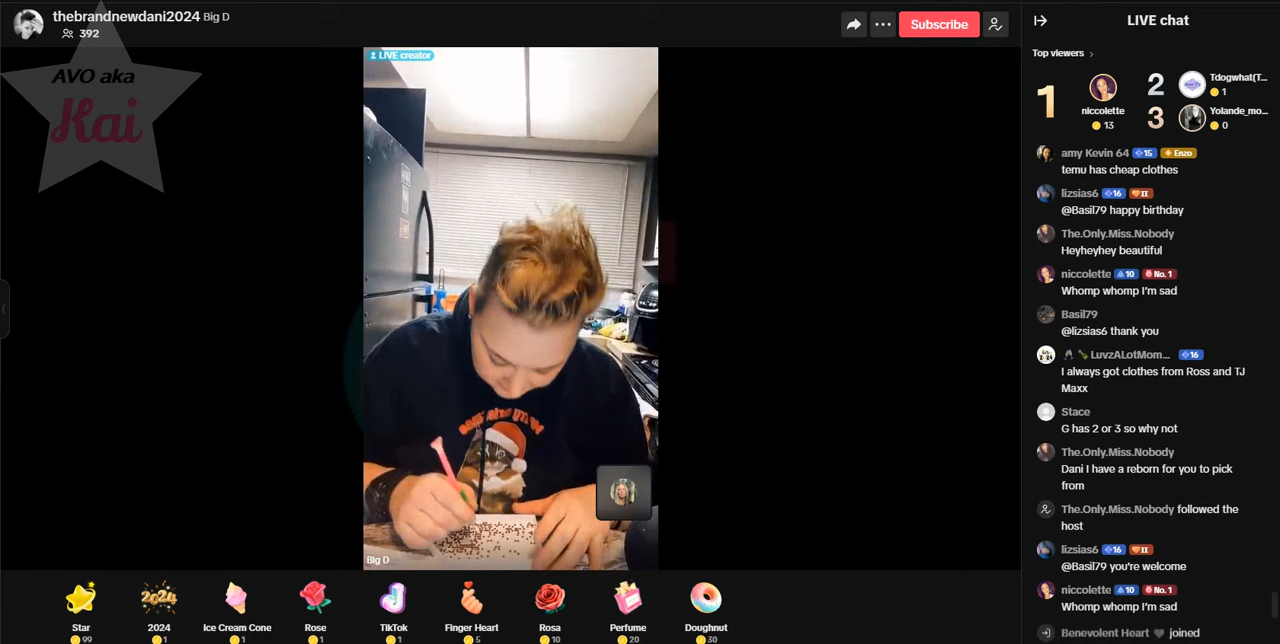 thebrandnewdani2024 Big D
392
Subscribe
AVO aka
Kai
LIVE creator
Big D
Star
99
2024
2024
1
Ice Cream Cone
1
Rose
1
TikTok
1
Finger Heart
5
Rosa
10
Perfume
20
Doughnut
30
LIVE chat
Top viewers
1
niccolette
13
2
Tdogwhat(T...
1
3
Yolande_mo...
0
amy Kevin 64 15 Enzo
temu has cheap clothes
lizsias6 16 II
@Basil79 happy birthday
The.Only.Miss.Nobody
Heyheyhey beautiful
niccolette 10 No. 1
Whomp whomp I'm sad
Basil79
@lizsias6 thank you
LuvzALotMom... 16
I always got clothes from Ross and TJ
Maxx
Stace
G has 2 or 3 so why not
The.Only.Miss.Nobody
Dani I have a reborn for you to pick
from
The.Only.Miss.Nobody followed the
host
lizsias6 16 II
@Basil79 you're welcome
niccolette 10 No. 1
Whomp whomp I'm sad
Benevolent Heart 🖤 joined